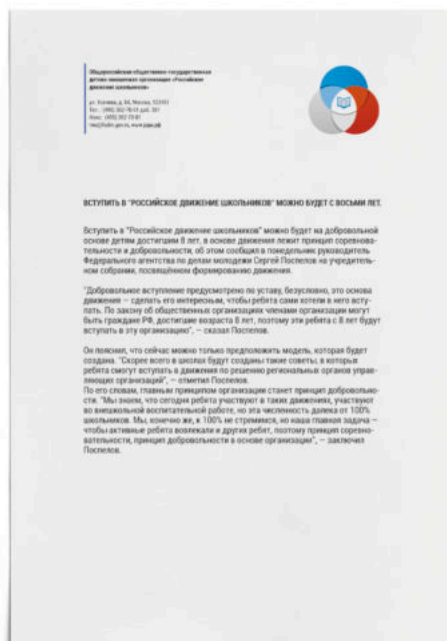 Общероссийская общественно-государственная
детско-юношеская организация «Российское
движение школьников»
Москва,
ВСТУПИТЬ В "РОССИЙСКОЕ ДВИЖЕНИЕ ШКОЛЬНИКОВ" МОЖНО БУДЕТ С ВОСЬМИ ЛЕТ.
Вступить в "Российское движение школьников" можно будет на добровольной
основе детям достигшим 8 лет, в основе движения лежит принцип соревнова-
тельности и добровольности, об этом сообщил в понедельник руководитель
Федерального агентства по делам молодежи Сергей Поспелов на учредитель-
ном собрании, посвящённом формированию движения.
"Добровольное вступление предусмотрено по уставу, безусловно, это основа
движения — сделать его интересным, чтобы ребята сами хотели в него всту-
пать. По закону об общественных организациях членами организации могут
быть граждане РФ, достигшие возраста 8 лет, поэтому эти ребята с 8 лет будут
вступать в эту организацию", — сказал Поспелов.
Он пояснил, что сейчас можно только предположить модель, которая будет
создана. "Скорее всего в школах будут созданы такие советы, в которых
ребята смогут вступать в движения по решению региональных органов управ-
ляющих организаций", — отметил Поспелов.
По его словам, главным принципом организации станет принцип добровольно-
сти. "Мы знаем, что сегодня ребята участвуют в таких движениях, участвуют
во внешкольной воспитательной работе, но эта численность далека от 100%
школьников. Мы, конечно же, к 100% не стремимся, но наша главная задача —
чтобы активные ребята вовлекали и других ребят, поэтому принцип соревно-
вательности, принцип добровольности в основе организации", — заключил
Поспелов.